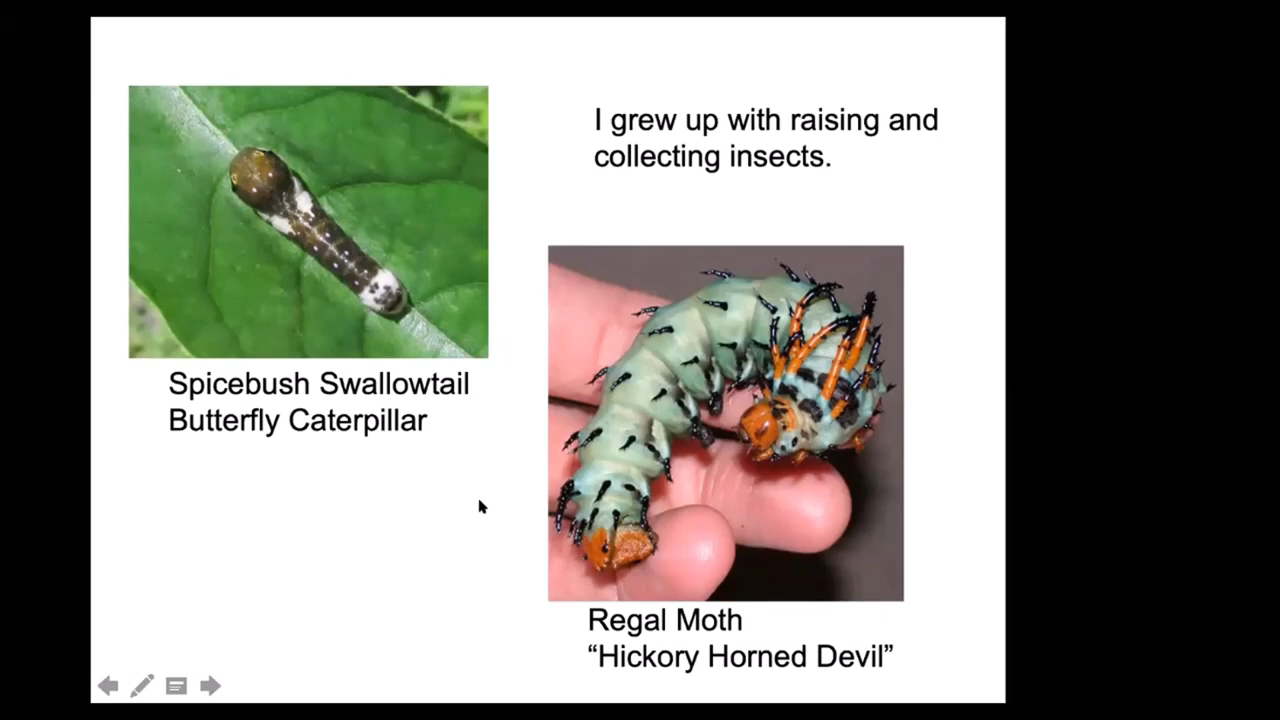 I grew up with raising and
collecting insects.
Spicebush Swallowtail
Butterfly Caterpillar
Regal Moth
“Hickory Horned Devil”